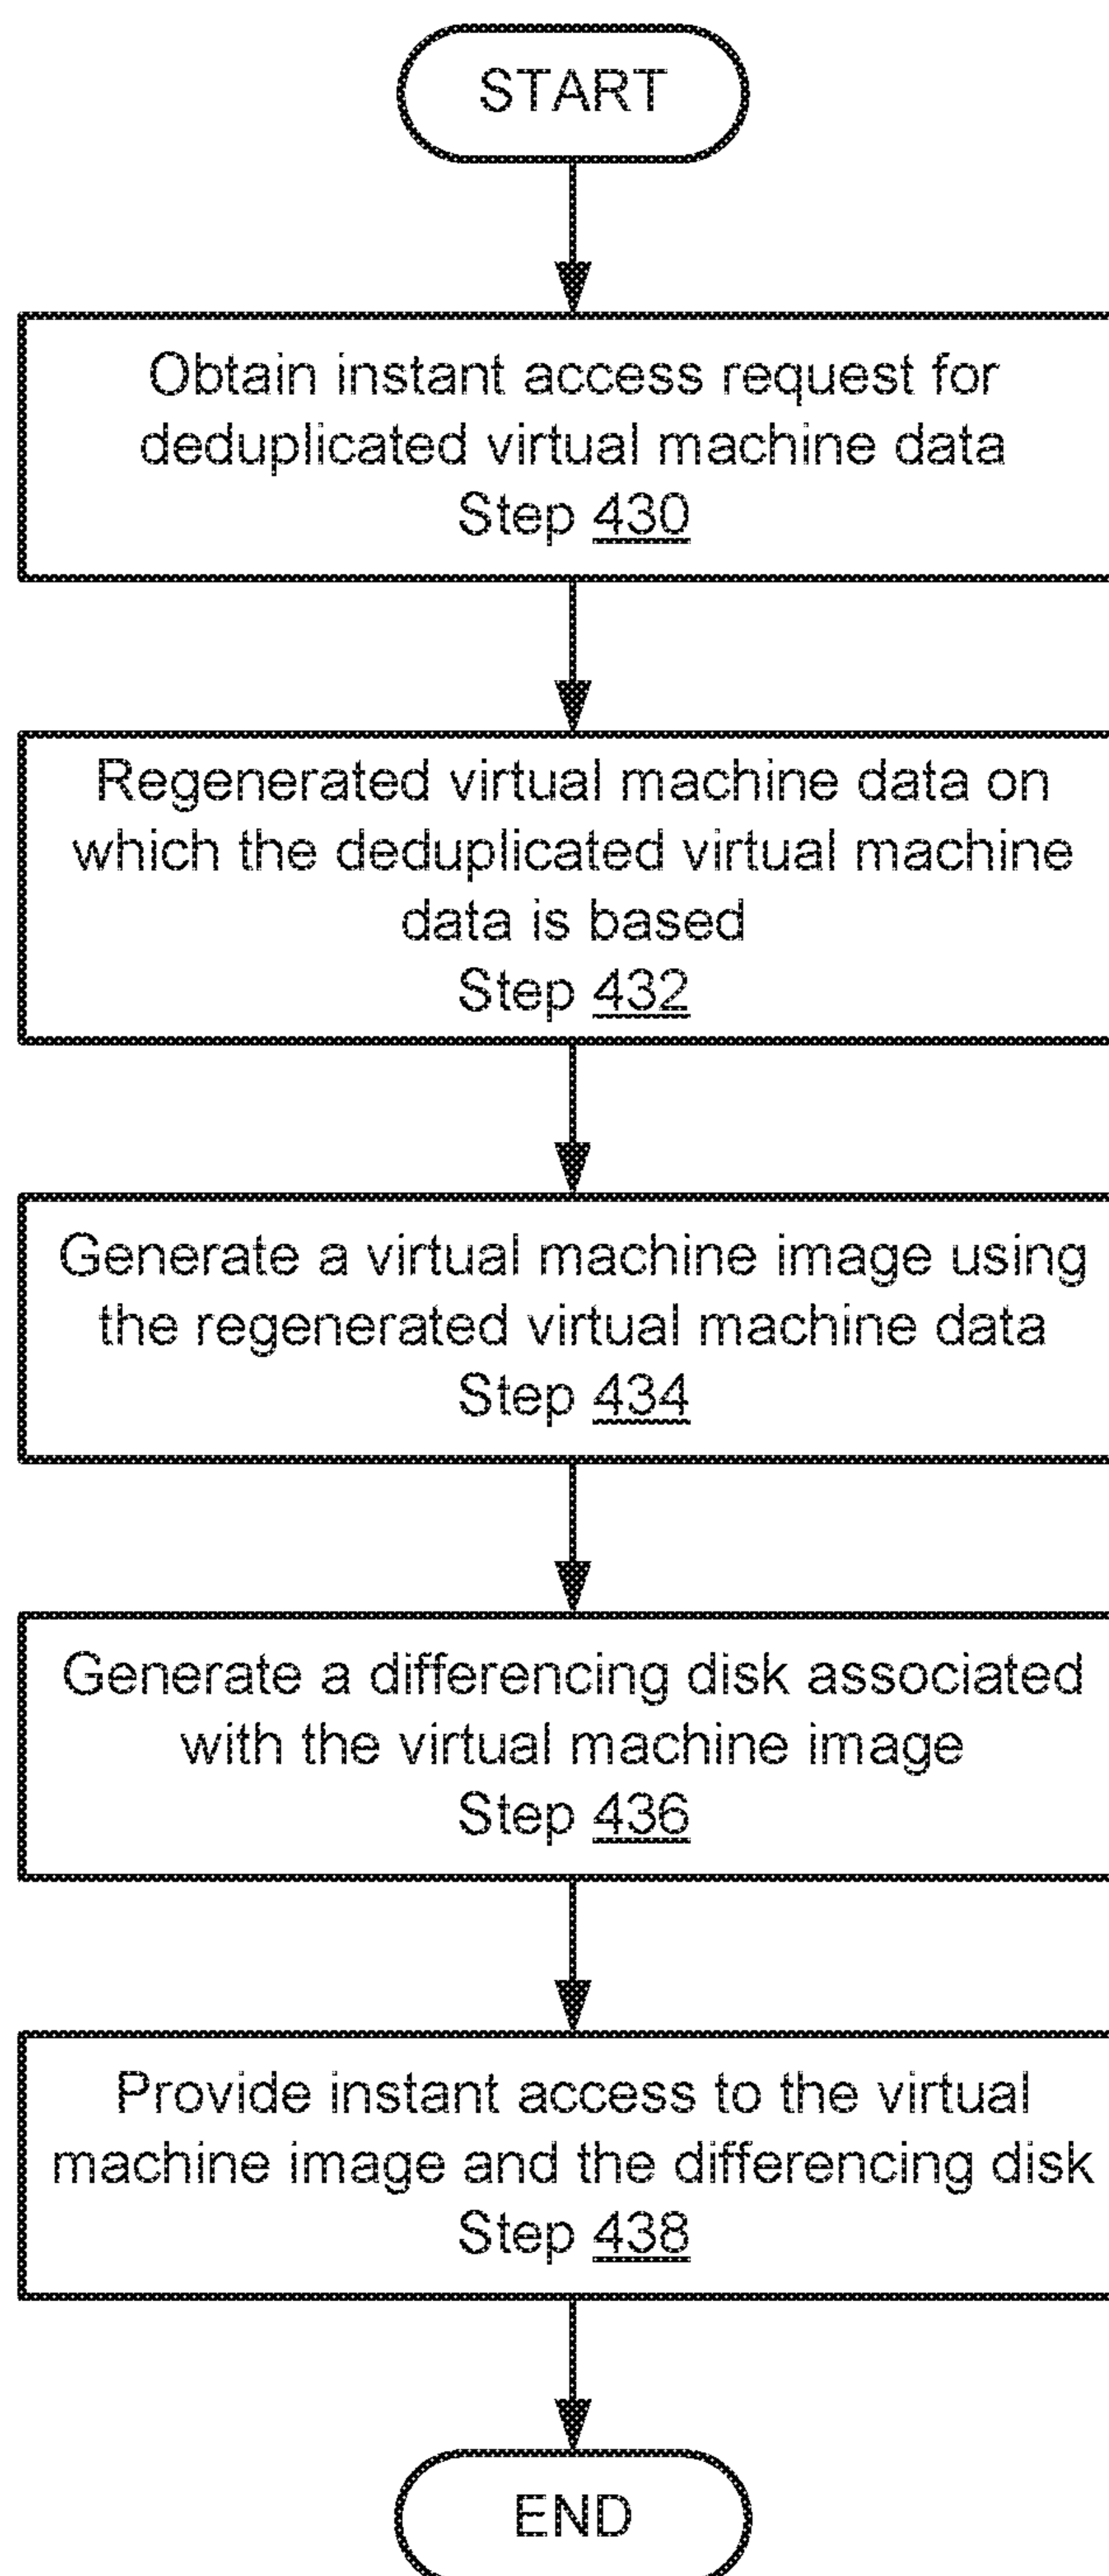 START
Obtain instant access request for
deduplicated virtual machine data
Step 430
Regenerated virtual machine data on
which the deduplicated virtual machine
data is based
Step 432
Generate a virtual machine image using
the regenerated virtual machine data
Step 434
Generate a differencing disk associated
with the virtual machine image
Step 436
Provide instant access to the virtual
machine image and the differencing disk
Step 438
END